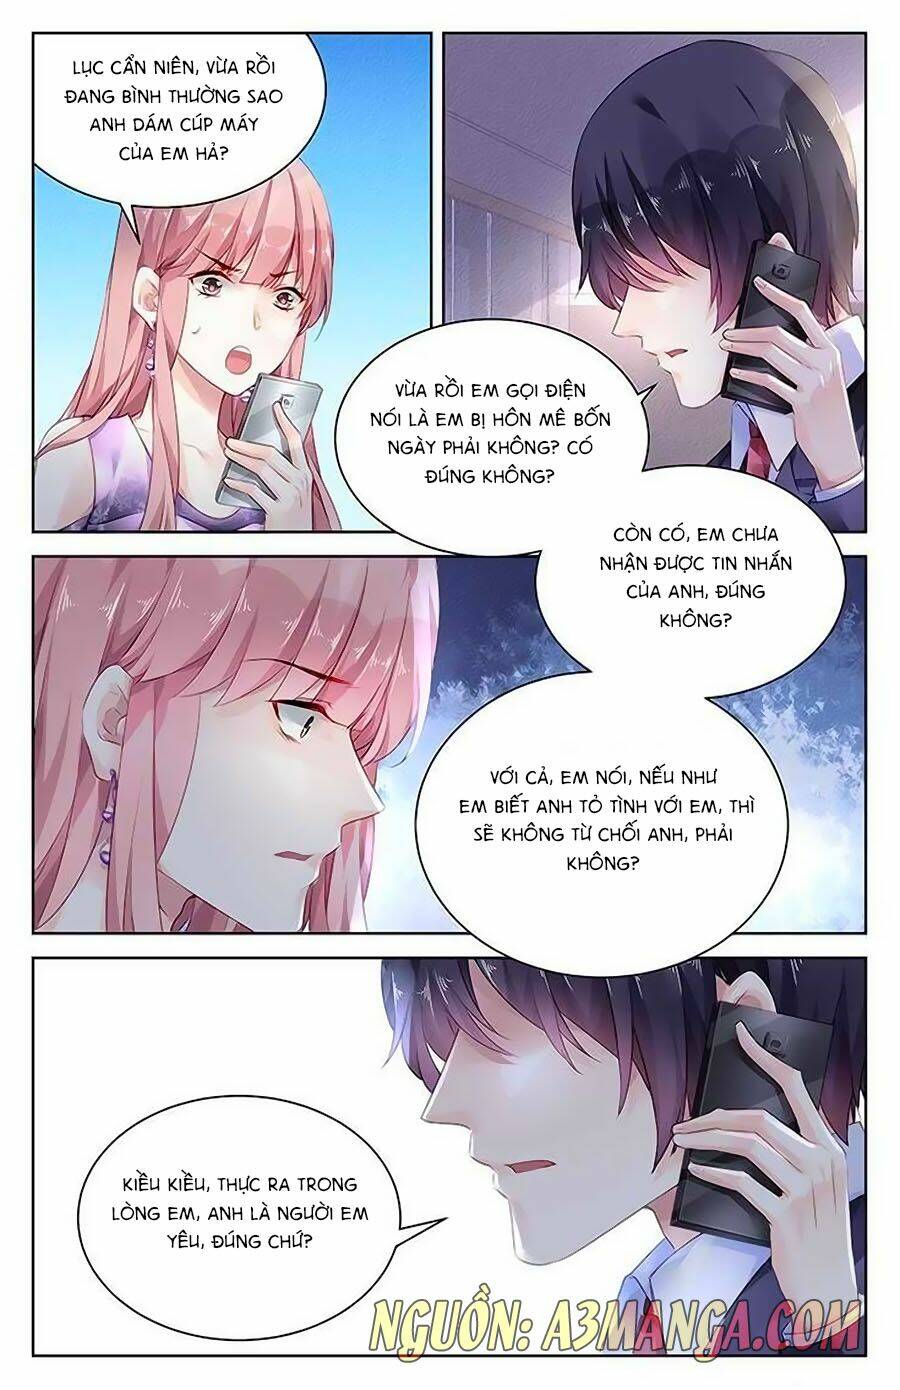 LỤC CẨN NIÊN, VỪA RỒI
ĐANG BÌNH THƯỜNG SAO
ANH DÁM CÚP MÁY
CỦA EM HẢ?
VỪA RỒI EM GỌI ĐIỆN
NÓI LÀ EM BỊ HÔN MÊ BỐN
NGÀY PHẢI KHÔNG? CÓ
ĐÚNG KHÔNG?
CÒN CÓ, EM CHƯA
NHẬN ĐƯỢC TIN NHẮN
CỦA ANH, ĐÚNG
KHÔNG?
VỚI CẢ, EM NÓI, NẾU NHƯ
EM BIẾT ANH TỎ TÌNH VỚI EM, THÌ
SẼ KHÔNG TỪ CHỐI ANH, PHẢI
KHÔNG?
KIỀU KIỀU, THỰC RA TRONG
LÒNG EM, ANH LÀ NGƯỜI EM
YÊU, ĐÚNG CHỨ?
NGUỒN: A3MANGA.COM